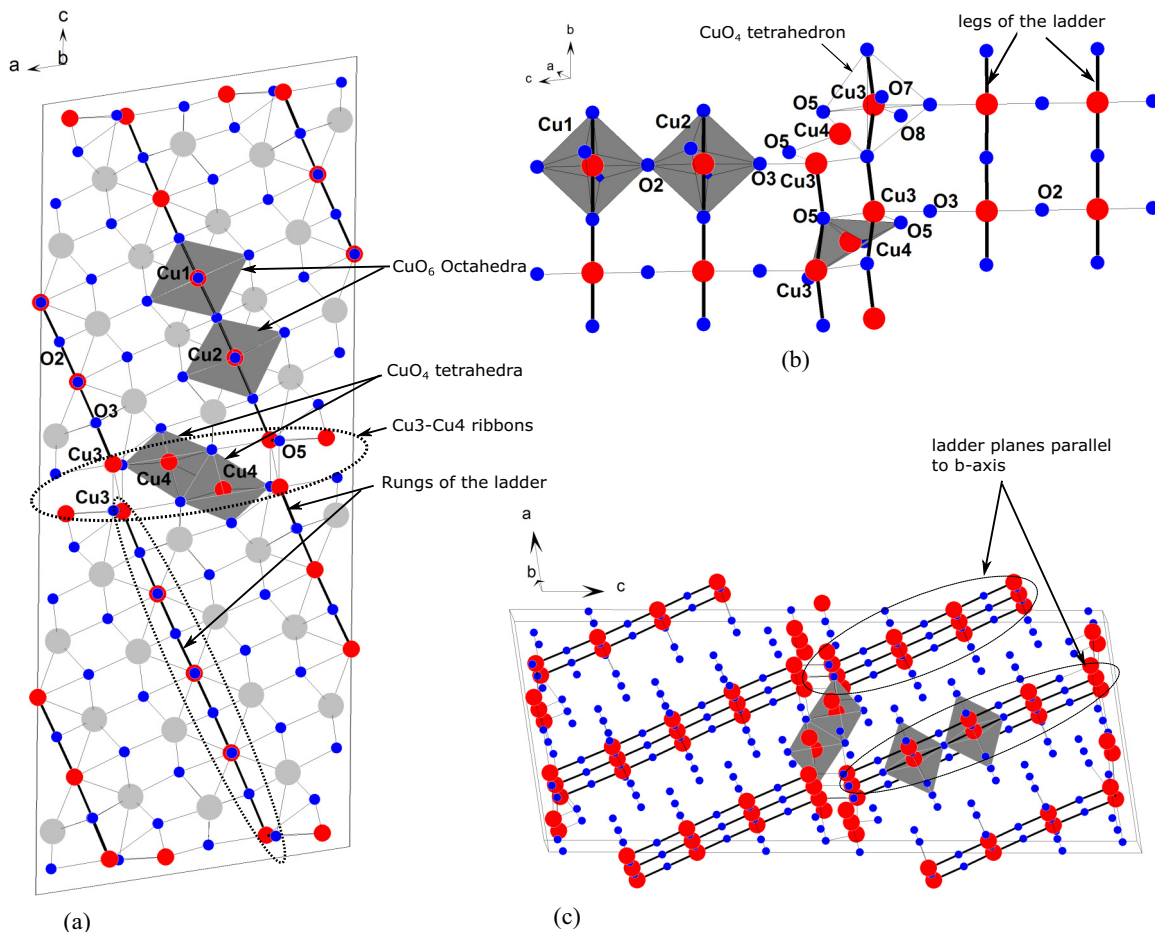 c
a
b
Cu1
CuO6 Octahedra
Cu2
O2
CuO4 tetrahedra
O3
Cu3-Cu4 ribbons
Cu3
O5
Cu4
Cu4
Cu3
Rungs of the ladder
(a)
legs of the ladder
CuO4 tetrahedron
b
a
c
Cu3
O7
O5
Cu4
O8
Cu1
Cu2
O5
O2
O3
Cu3
Cu3
O3
O2
O5
O5
Cu4
Cu3
(b)
ladder planes parallel
to b-axis
a
b
c
(c)